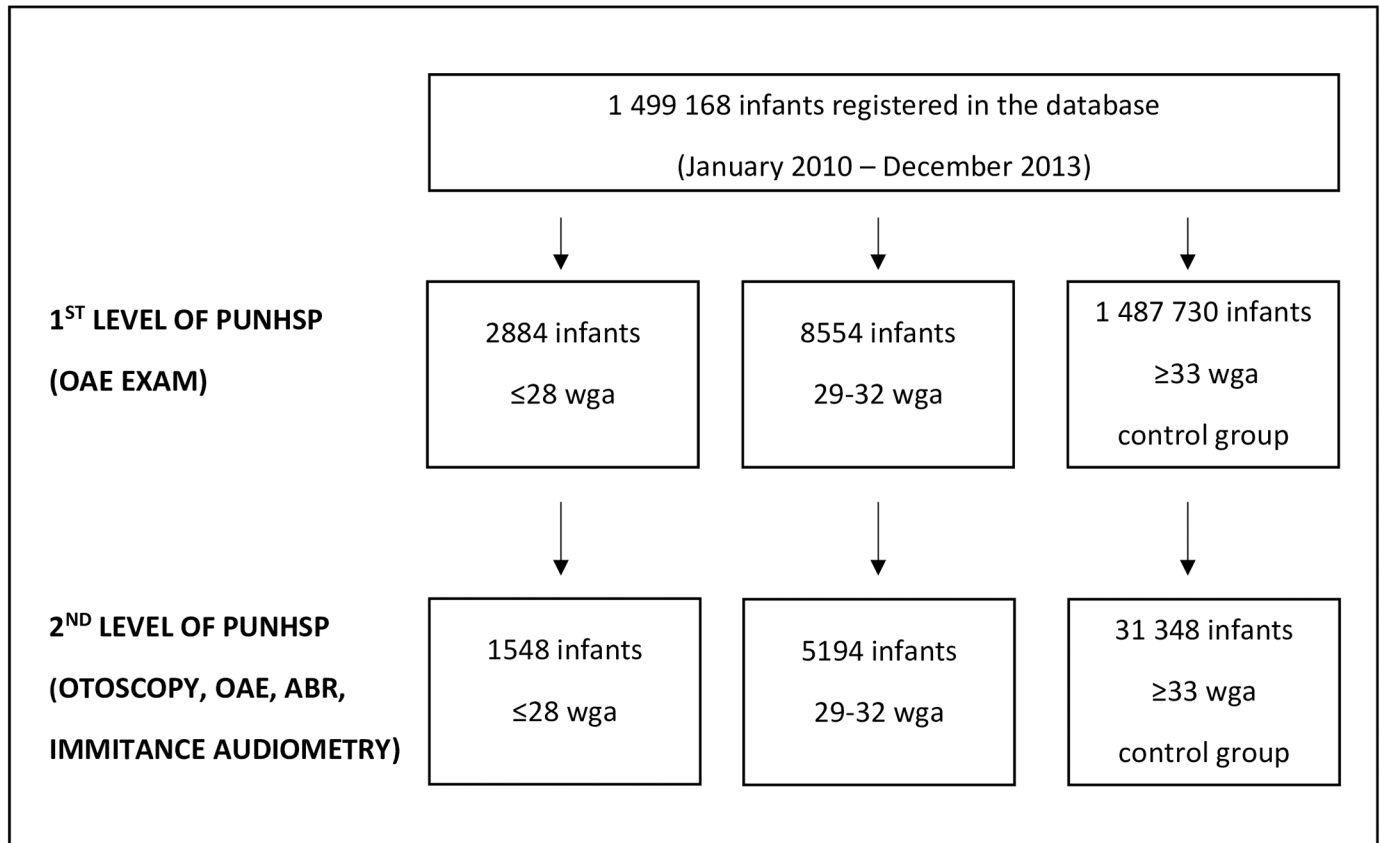 1 499 168 infants registered in the database
(January 2010 – December 2013)
1ST LEVEL OF PUNHSP
(OAE EXAM)
2884 infants
≤28 wga
8554 infants
29-32 wga
1 487 730 infants
≥33 wga
control group
2ND LEVEL OF PUNHSP
(OTOSCOPY, OAE, ABR,
IMMITANCE AUDIOMETRY)
1548 infants
≤28 wga
5194 infants
29-32 wga
31 348 infants
≥33 wga
control group